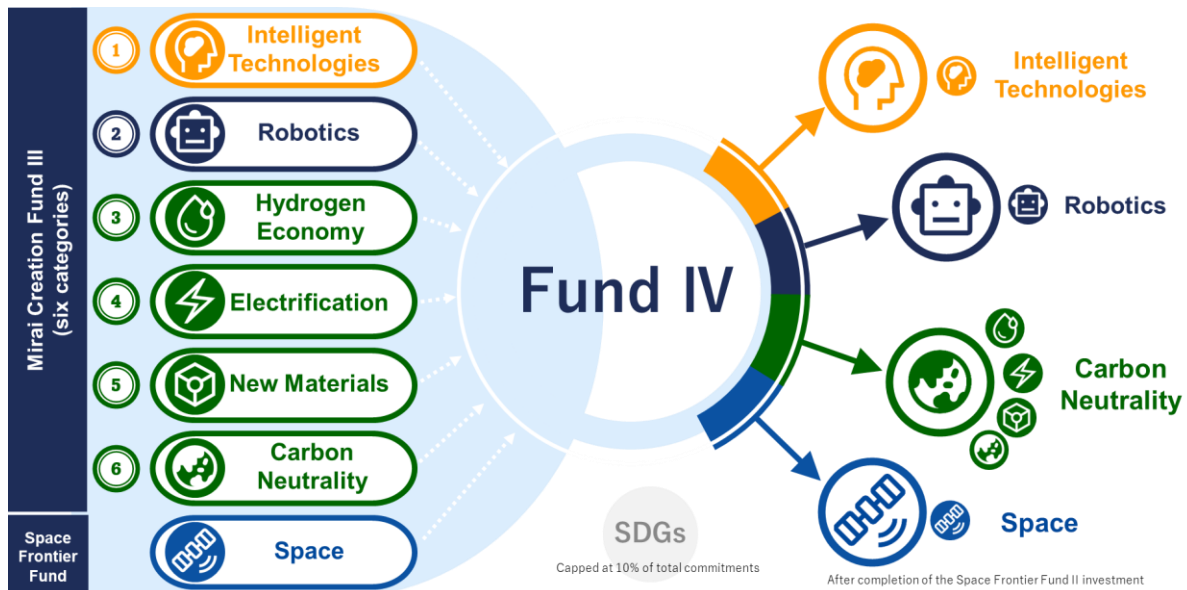 Mirai Creation Fund III
(six categories)
Space
Frontier
Fund
1
Intelligent
Technologies
2
Robotics
3
Hydrogen
Economy
4
Electrification
5
New Materials
6
Carbon
Neutrality
Space
Fund IV
SDGs
Capped at 10% of total commitments
Intelligent
Technologies
Robotics
Carbon
Neutrality
Space
After completion of the Space Frontier Fund II investment